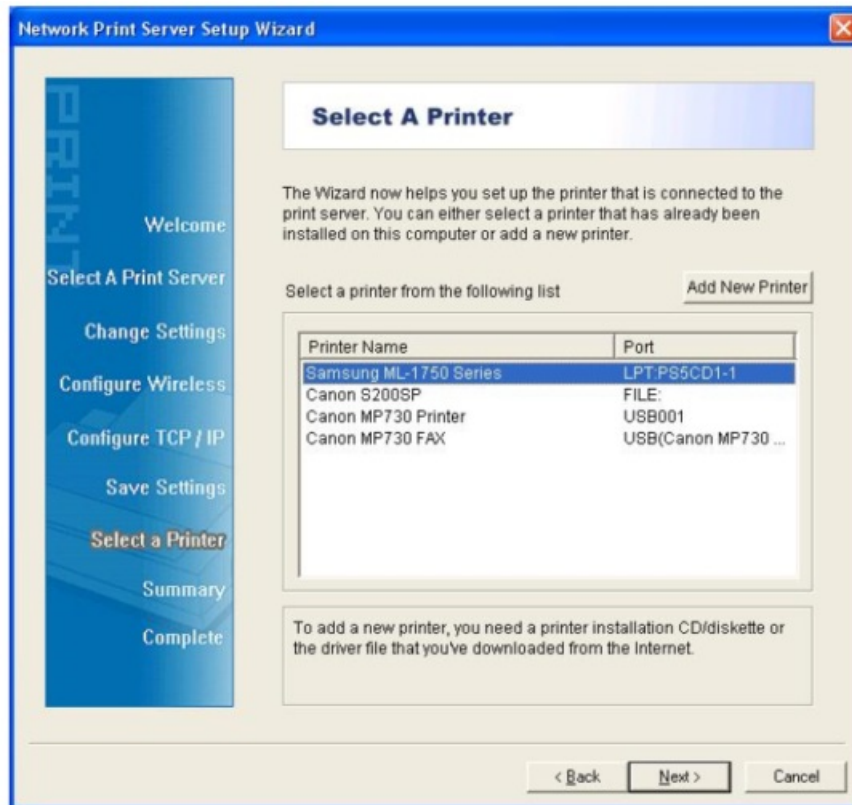 Network Print Server Setup Wizard
PRINT
Welcome
Select A Print Server
Change Settings
Configure Wireless
Configure TCP / IP
Save Settings
Select a Printer
Summary
Complete
Select A Printer
The Wizard now helps you set up the printer that is connected to the
print server. You can either select a printer that has already been
installed on this computer or add a new printer.
Select a printer from the following list
Add New Printer
Printer Name Port
Samsung ML-1750 Series LPT:PS5CD1-1
Canon S200SP FILE:
Canon MP730 Printer USB001
Canon MP730 FAX USB(Canon MP730 ...
To add a new printer, you need a printer installation CD/diskette or
the driver file that you've downloaded from the Internet.
< Back Next > Cancel